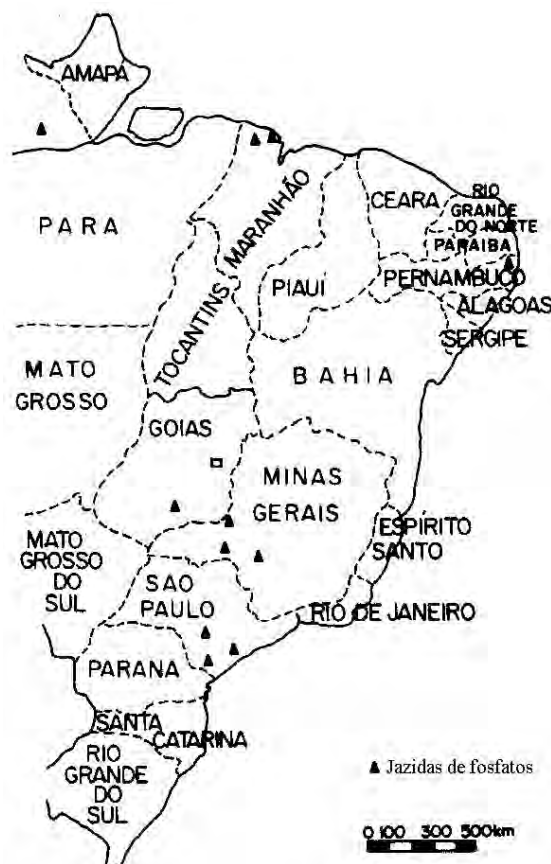 AMAPA
PARA
MARANHÃO
CEARA
RIO
GRANDE
DO NORTE
PARAIBA
PIAUI
PERNAMBUCO
ALAGOAS
SERGIPE
TOCANTINS
MATO
GROSSO
BAHIA
GOIAS
MINAS
GERAIS
ESPIRITO
SANTO
MATO
GROSSO
DO
SUL
SAO
PAULO
RIO DE JANEIRO
PARANA
SANTA
CATARINA
RIO
GRANDE
DO
SUL
Jazidas de fosfatos
0 100 300 500km